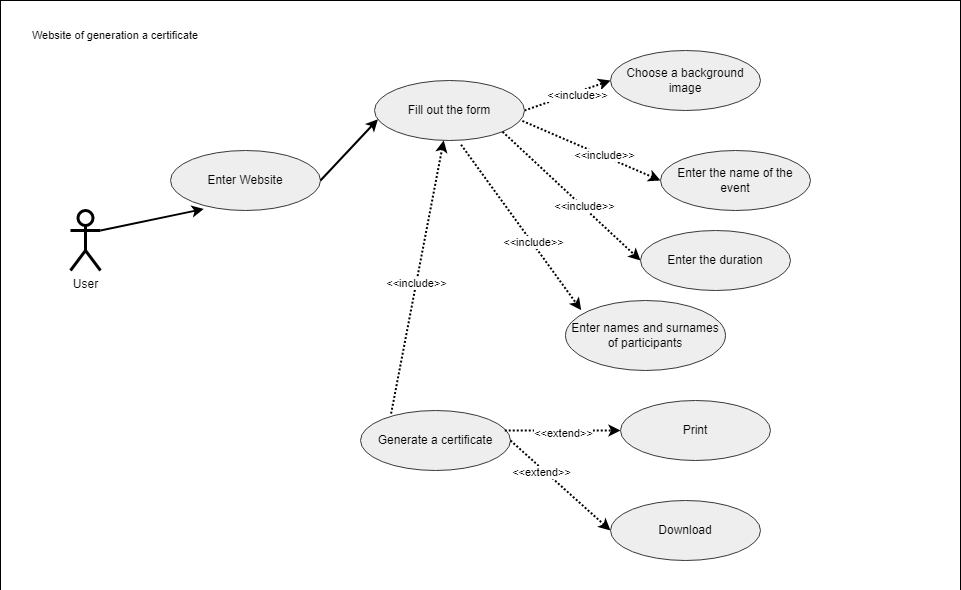 Website of generation a certificate
Choose a background
image
<<include>>
Fill out the form
<<include>>
Enter Website
Enter the name of the
event
<<include>>
<<include>>
Enter the duration
User
<<include>>
Enter names and surnames
of participants
Generate a certificate
<<extend>>
Print
<<extend>>
Download